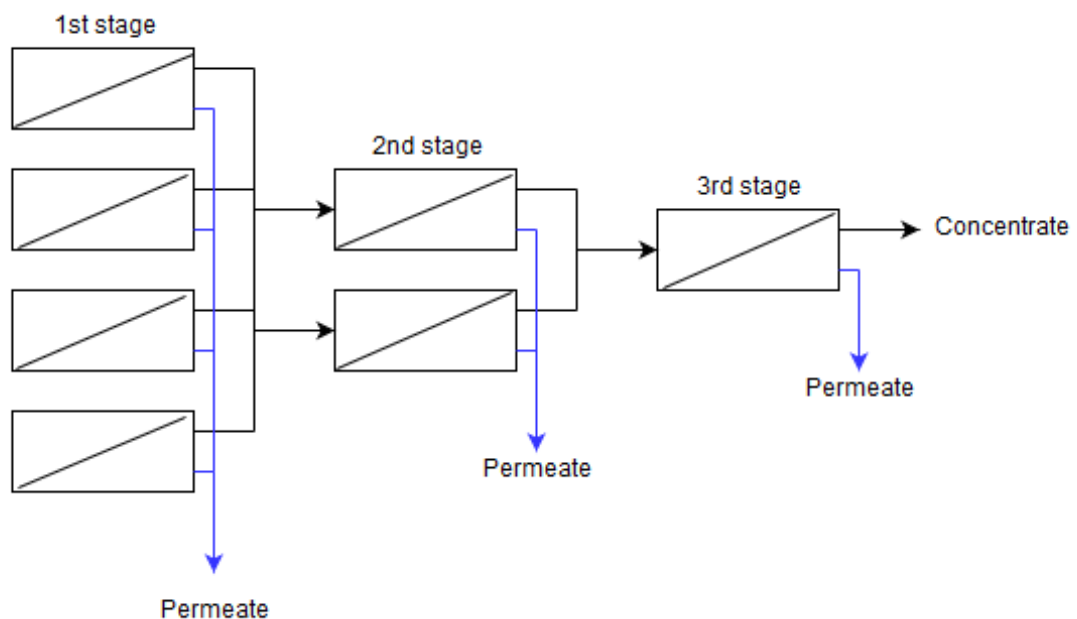 1st stage
2nd stage
3rd stage
Concentrate
Permeate
Permeate
Permeate